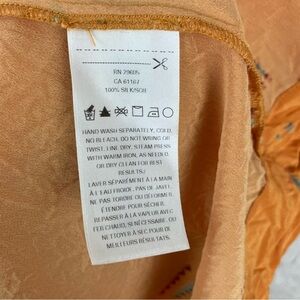 RN 79685
CA 61167
100% SILK/SOIE
HAND WASH SEPARATELY, COLD.
NO BLEACH. DO NOT WRING OR
TWIST. LINE DRY. STEAM PRESS
WITH WARM IRON, AS NEEDED.
OR DRY CLEAN FOR BEST
RESULTS./
LAVER SÉPARÉMENT À LA MAIN
À L'EAU FROIDE. PAS DE JAVEL.
NE PAS TORDRE OU DÉFORMER.
ÉTENDRE POUR SÉCHER.
REPASSER À LA VAPEUR AVEC
FER CHAUD, SI NÉCESSAIRE. OU
NETTOYER À SEC POUR DE
MEILLEURS RÉSULTATS.